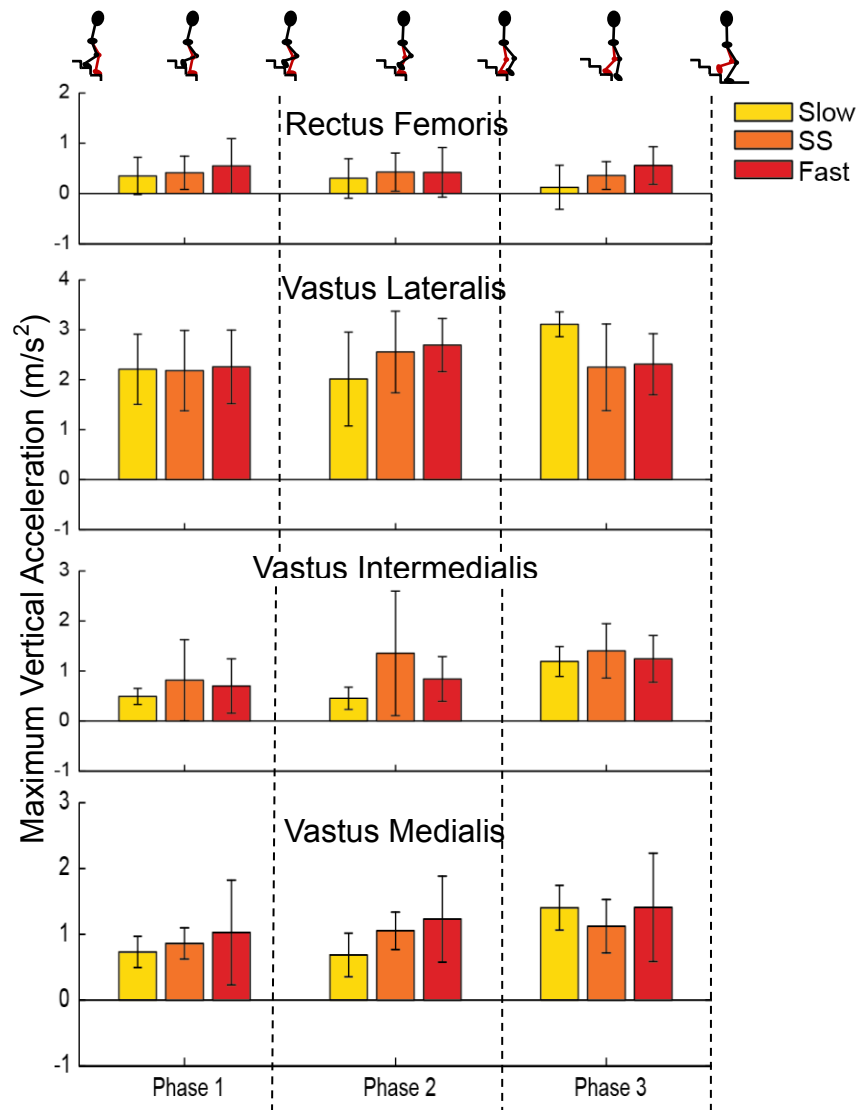 Maximum Vertical Acceleration (m/s²)
Slow
SS
Fast
Rectus Femoris
2
1
0
-1
Vastus Lateralis
4
3
2
1
0
-1
Vastus Intermedialis
3
2
1
0
-1
Vastus Medialis
3
2
1
0
-1
Phase 1 Phase 2 Phase 3